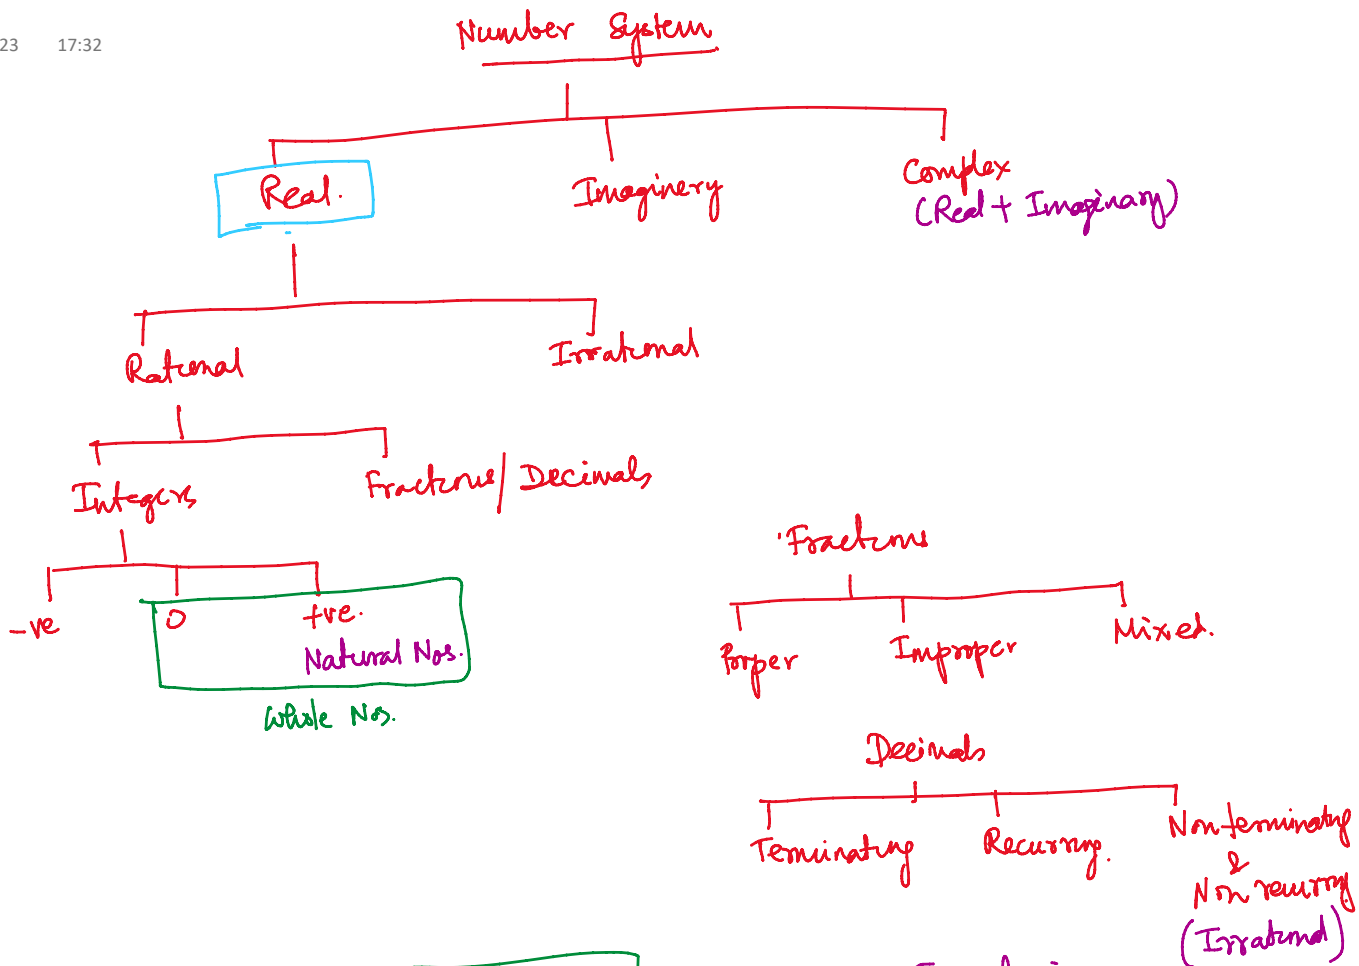 23 17:32
Number System
Real. Imaginery Complex
(Real + Imaginary)
Rational Irrational
Integers Fractions/Decimals
-ve 0 +ve.
Natural Nos.
Whole Nos.
Fractions
Proper Improper Mixed.
Decimals
Terminating Recurring. Non terminating
&
Non recurring
(Irrational)